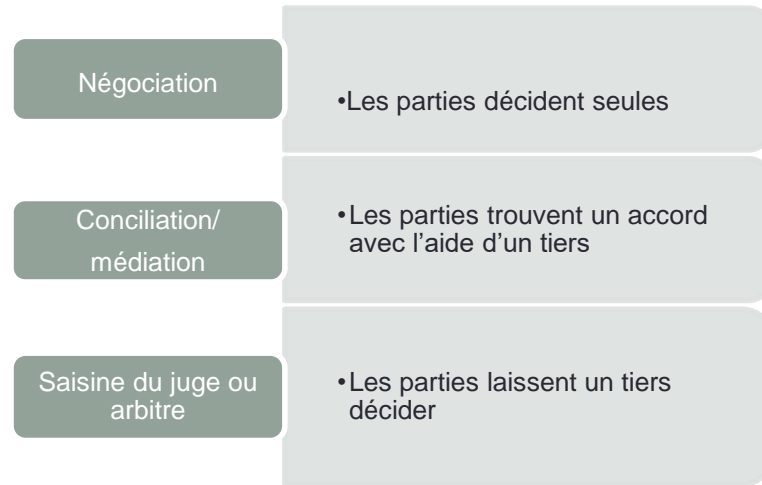 Négociation
•Les parties décident seules
Conciliation/
médiation
•Les parties trouvent un accord
avec l’aide d’un tiers
Saisine du juge ou
arbitre
•Les parties laissent un tiers
décider